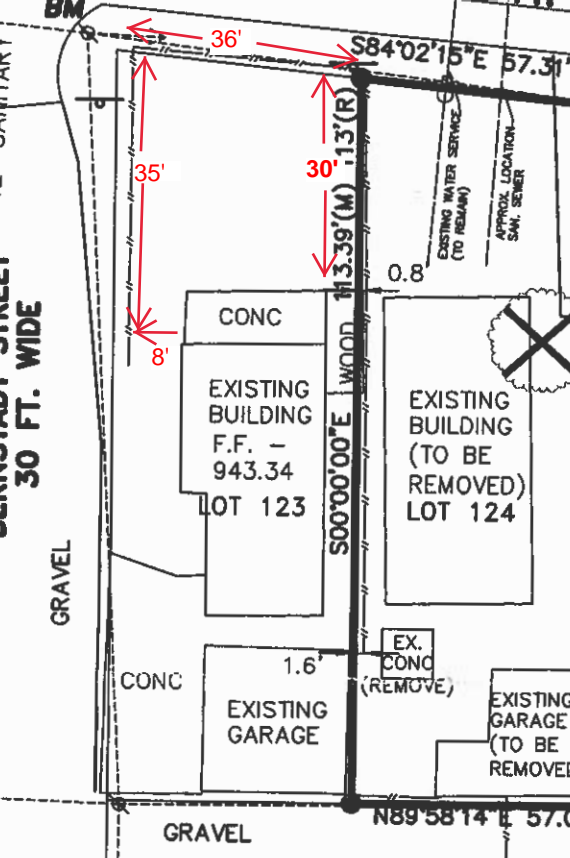 BM
36'
S84°02'15"E 57.31'
SANITARY
35'
30'
113.39'(M) 113'(R)
EXISTING WATER SERVICE
(TO REMAIN)
APPROX. LOCATION
SAN. SEWER
0.8'
CONC
WOOD
8'
STREET
30 FT. WIDE
EXISTING
BUILDING
F.F. –
943.34
LOT 123
S00°00'00"E
EXISTING
BUILDING
(TO BE
REMOVED)
LOT 124
GRAVEL
1.6'
EX.
CONC
(REMOVE)
CONC
EXISTING
GARAGE
EXISTING
GARAGE
(TO BE
REMOVED
N89°58'14"E 57.0
GRAVEL